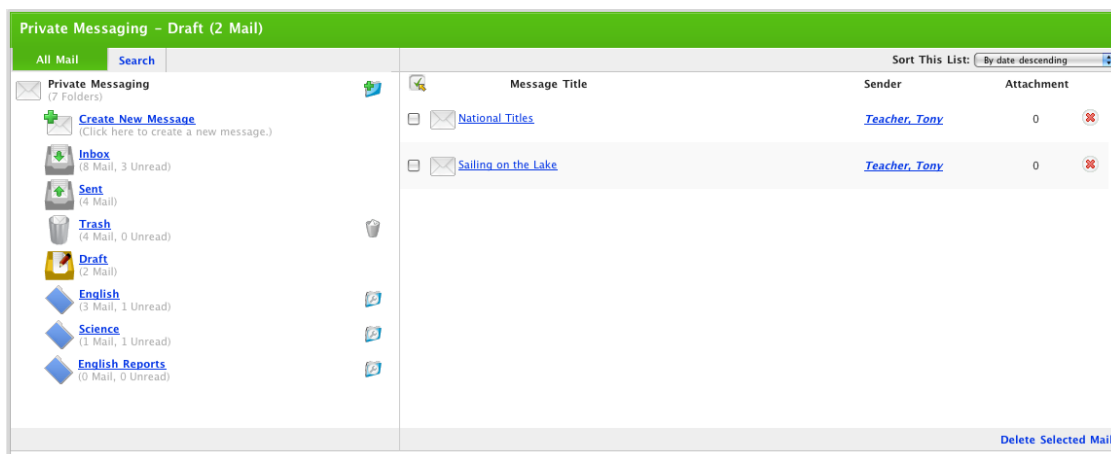 Private Messaging – Draft (2 Mail)
All Mail
Search
Sort This List: By date descending
Private Messaging
(7 Folders)
Create New Message
(Click here to create a new message.)
Inbox
(8 Mail, 3 Unread)
Sent
(4 Mail)
Trash
(4 Mail, 0 Unread)
Draft
(2 Mail)
English
(3 Mail, 1 Unread)
Science
(1 Mail, 1 Unread)
English Reports
(0 Mail, 0 Unread)
Message Title Sender Attachment
National Titles Teacher, Tony 0
Sailing on the Lake Teacher, Tony 0
Delete Selected Mail